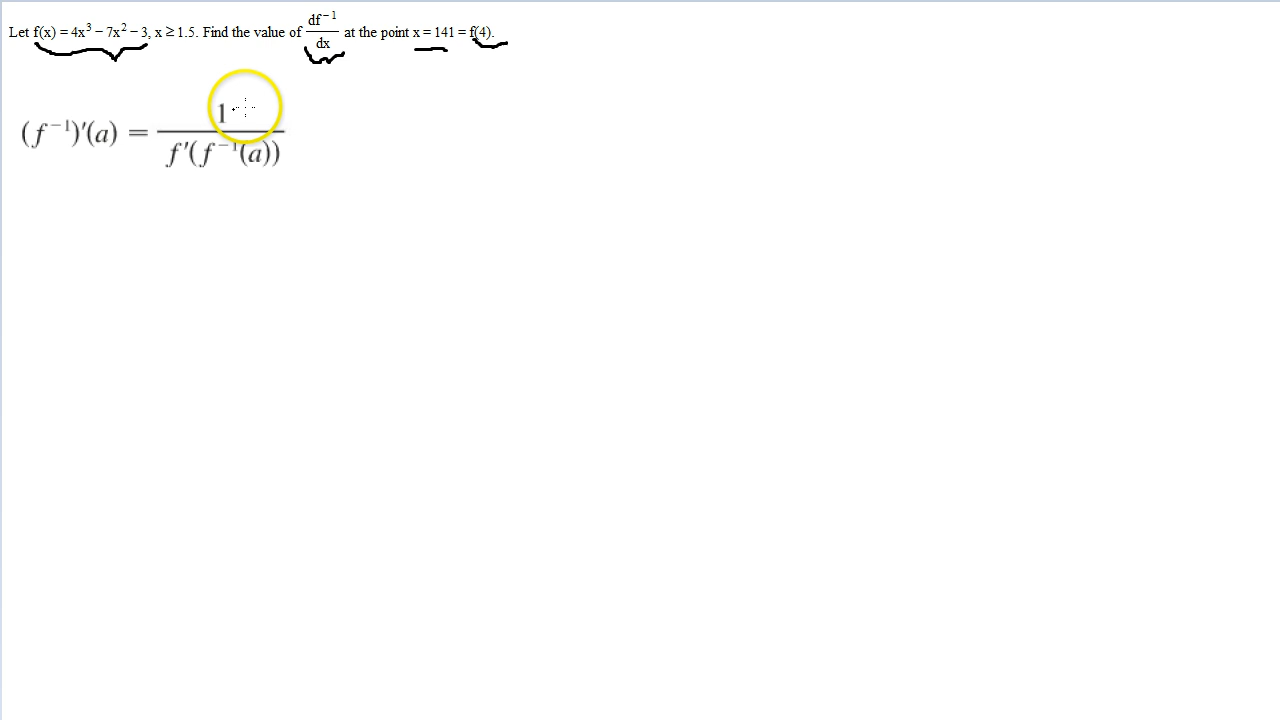 Let f(x) = 4x³ − 7x² − 3, x ≥ 1.5. Find the value of df⁻¹/dx at the point x = 141 = f(4).
(f⁻¹)′(a) = 1/f′(f⁻¹(a))